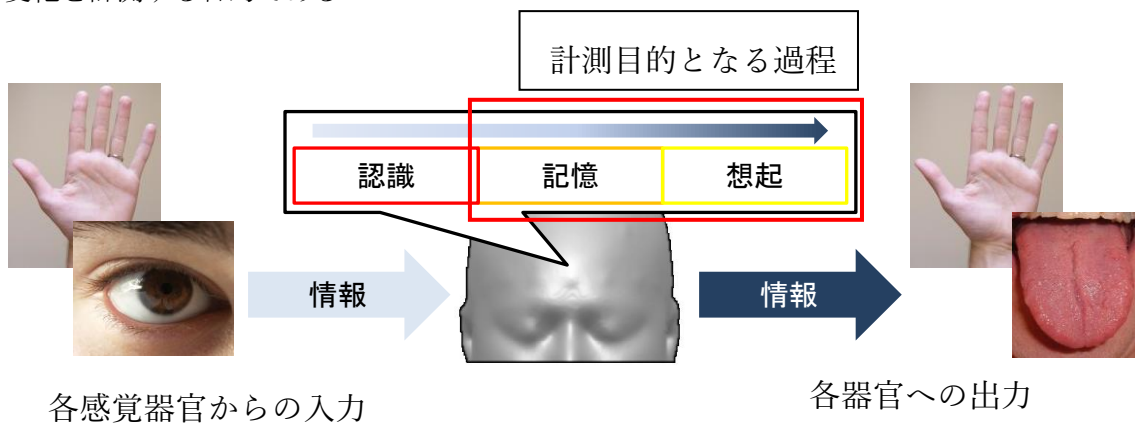 計測目的となる過程
認識 記憶 想起
情報 情報
各感覚器官からの入力 各器官への出力